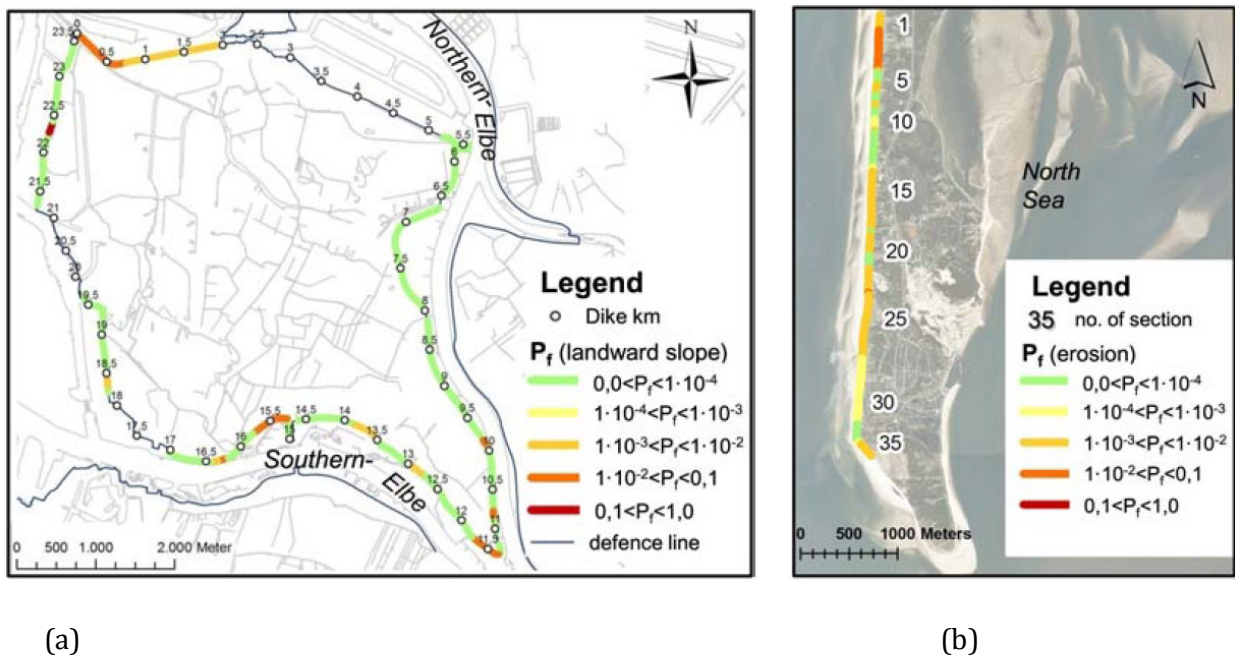 0
23,5
0,5
1
1,5
2,5
3
3,5
4
4,5
5
5,5
6
6,5
7
7,5
8
8,5
9
9,5
10
10,5
11
11,5
12
12,5
13
13,5
14
14,5
15
15,5
16
16,5
17
17,5
18
18,5
19
19,5
20
20,5
21
21,5
22
22,5
23
N
Northern-
Elbe
Southern-
Elbe
Legend
Dike km
Pf (landward slope)
0,0<Pf<1·10-4
1·10-4<Pf<1·10-3
1·10-3<Pf<1·10-2
1·10-2<Pf<0,1
0,1<Pf<1,0
defence line
0 500 1.000 2.000 Meter
(a)
1
5
10
15
20
25
30
35
N
North
Sea
Legend
35 no. of section
Pf (erosion)
0,0<Pf<1·10-4
1·10-4<Pf<1·10-3
1·10-3<Pf<1·10-2
1·10-2<Pf<0,1
0,1<Pf<1,0
0 500 1000 Meters
(b)